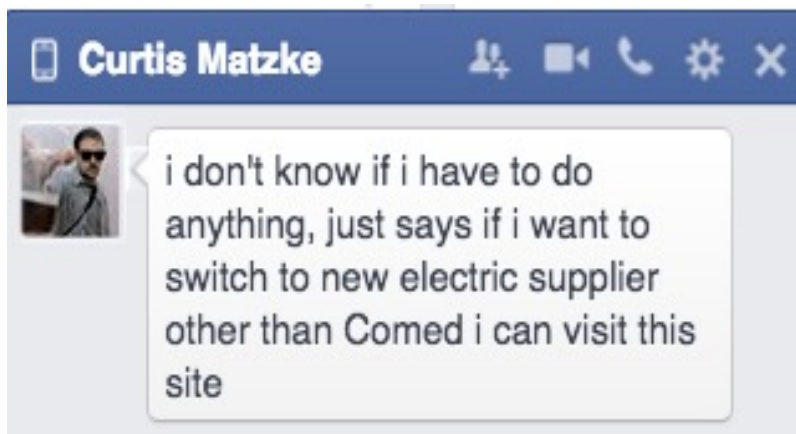 Curtis Matzke
i don't know if i have to do
anything, just says if i want to
switch to new electric supplier
other than Comed i can visit this
site